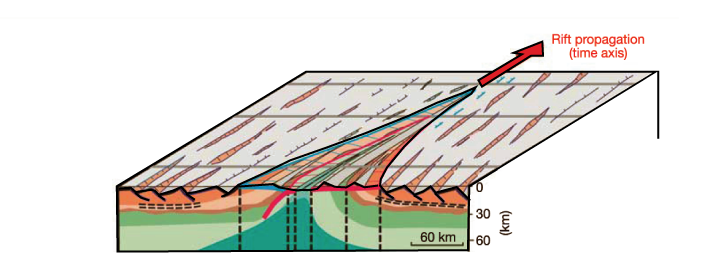 Rift propagation
(time axis)
0
30
60
(km)
60 km